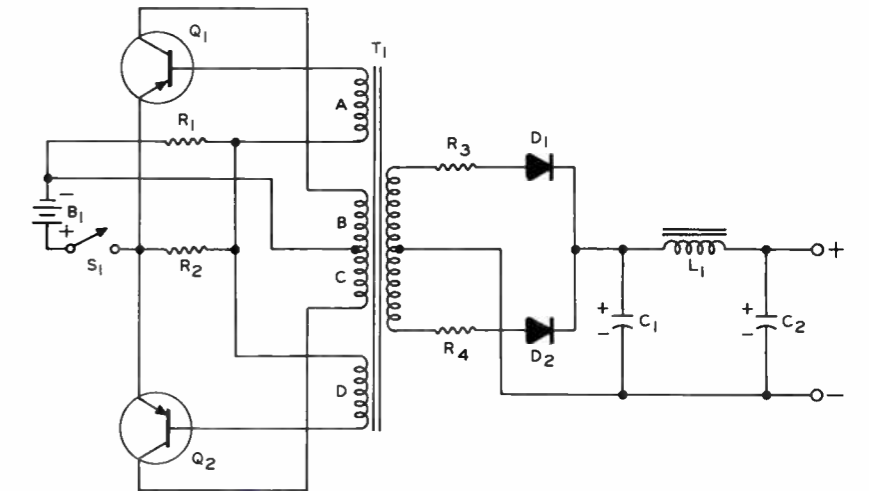 Q1
T1
A
R1
R3
D1
−
B1
+
S1
R2
B
C
L1
+
+
−
C1
+
−
C2
R4
D2
D
−
Q2